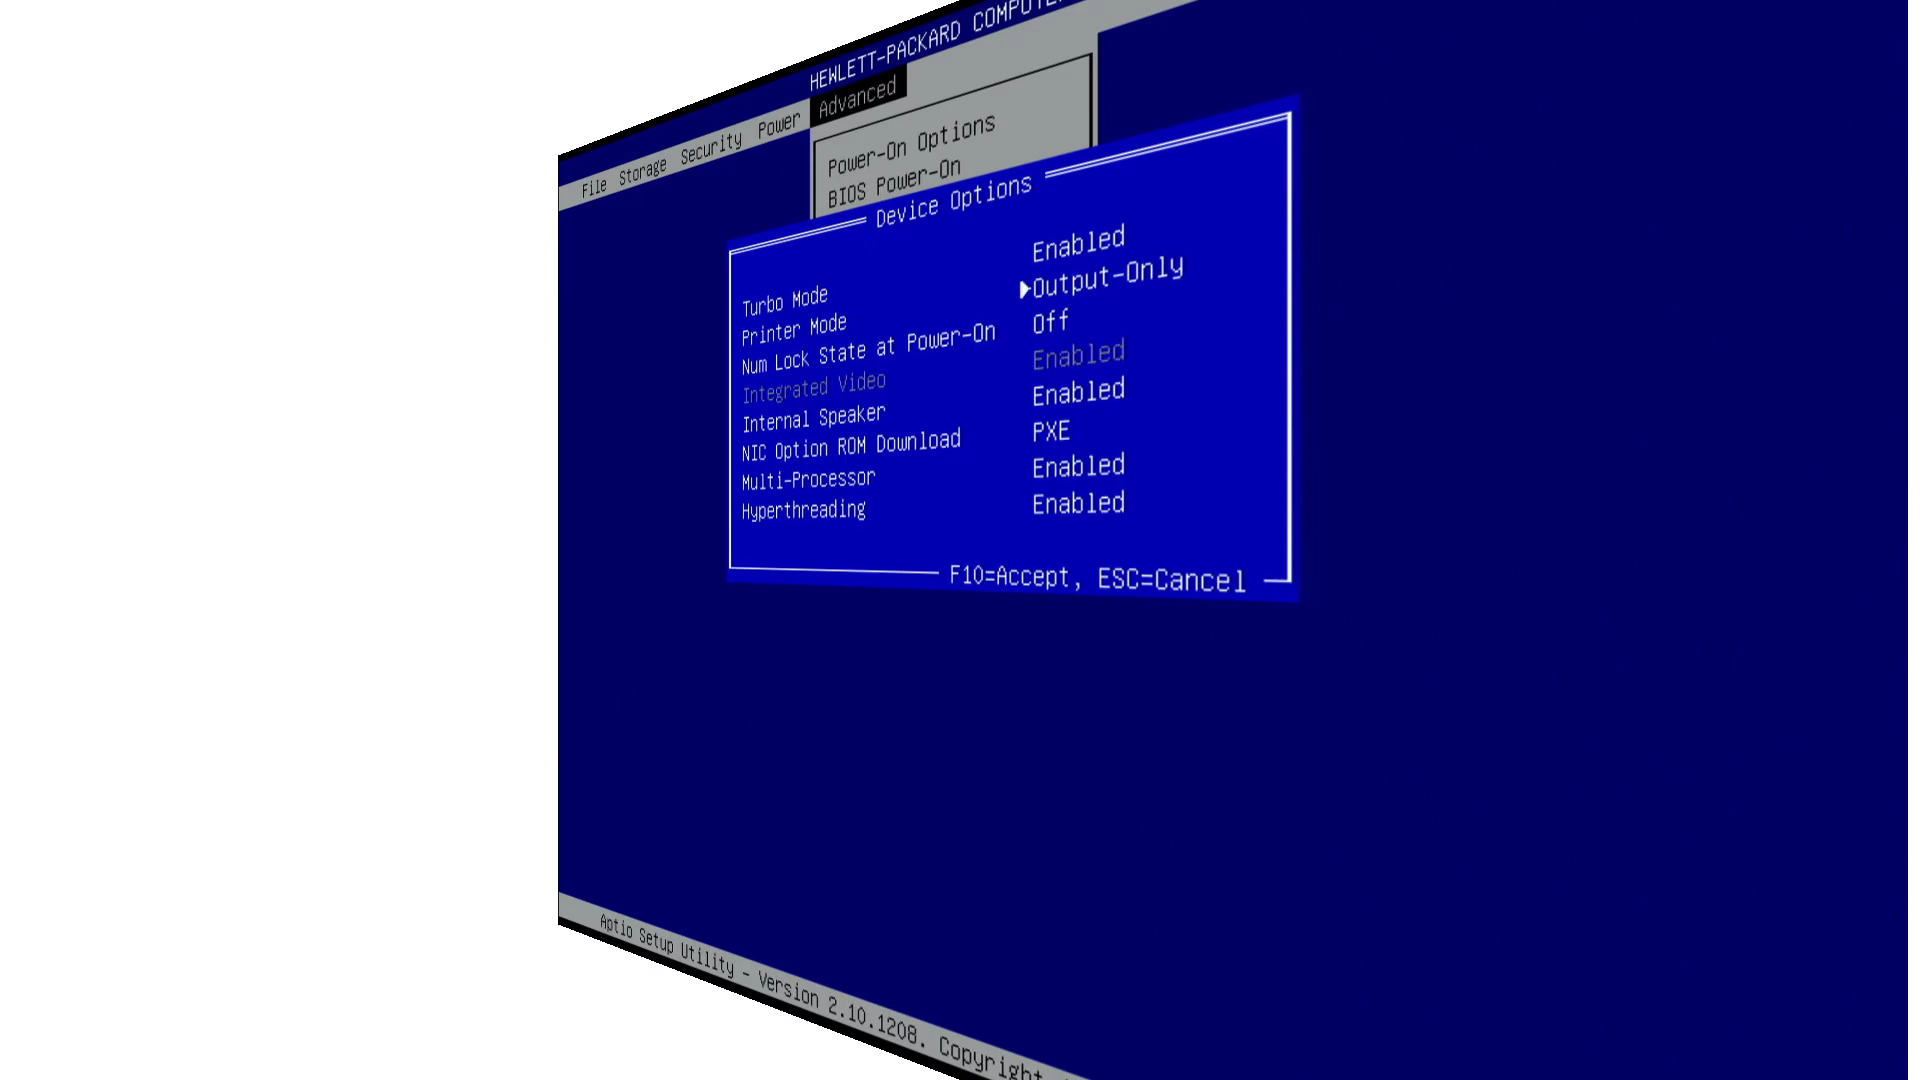 HEWLETT-PACKARD
File Storage Security Power Advanced
Power-On Options
BIOS Power-On
Device Options
Turbo Mode Enabled
Printer Mode Output-Only
Num Lock State at Power-On Off
Integrated Video Enabled
Internal Speaker Enabled
NIC Option ROM Download PXE
Multi-Processor Enabled
Hyperthreading Enabled
F10=Accept, ESC=Cancel
Aptio Setup Utility - Version 2.10.1208. Copyright